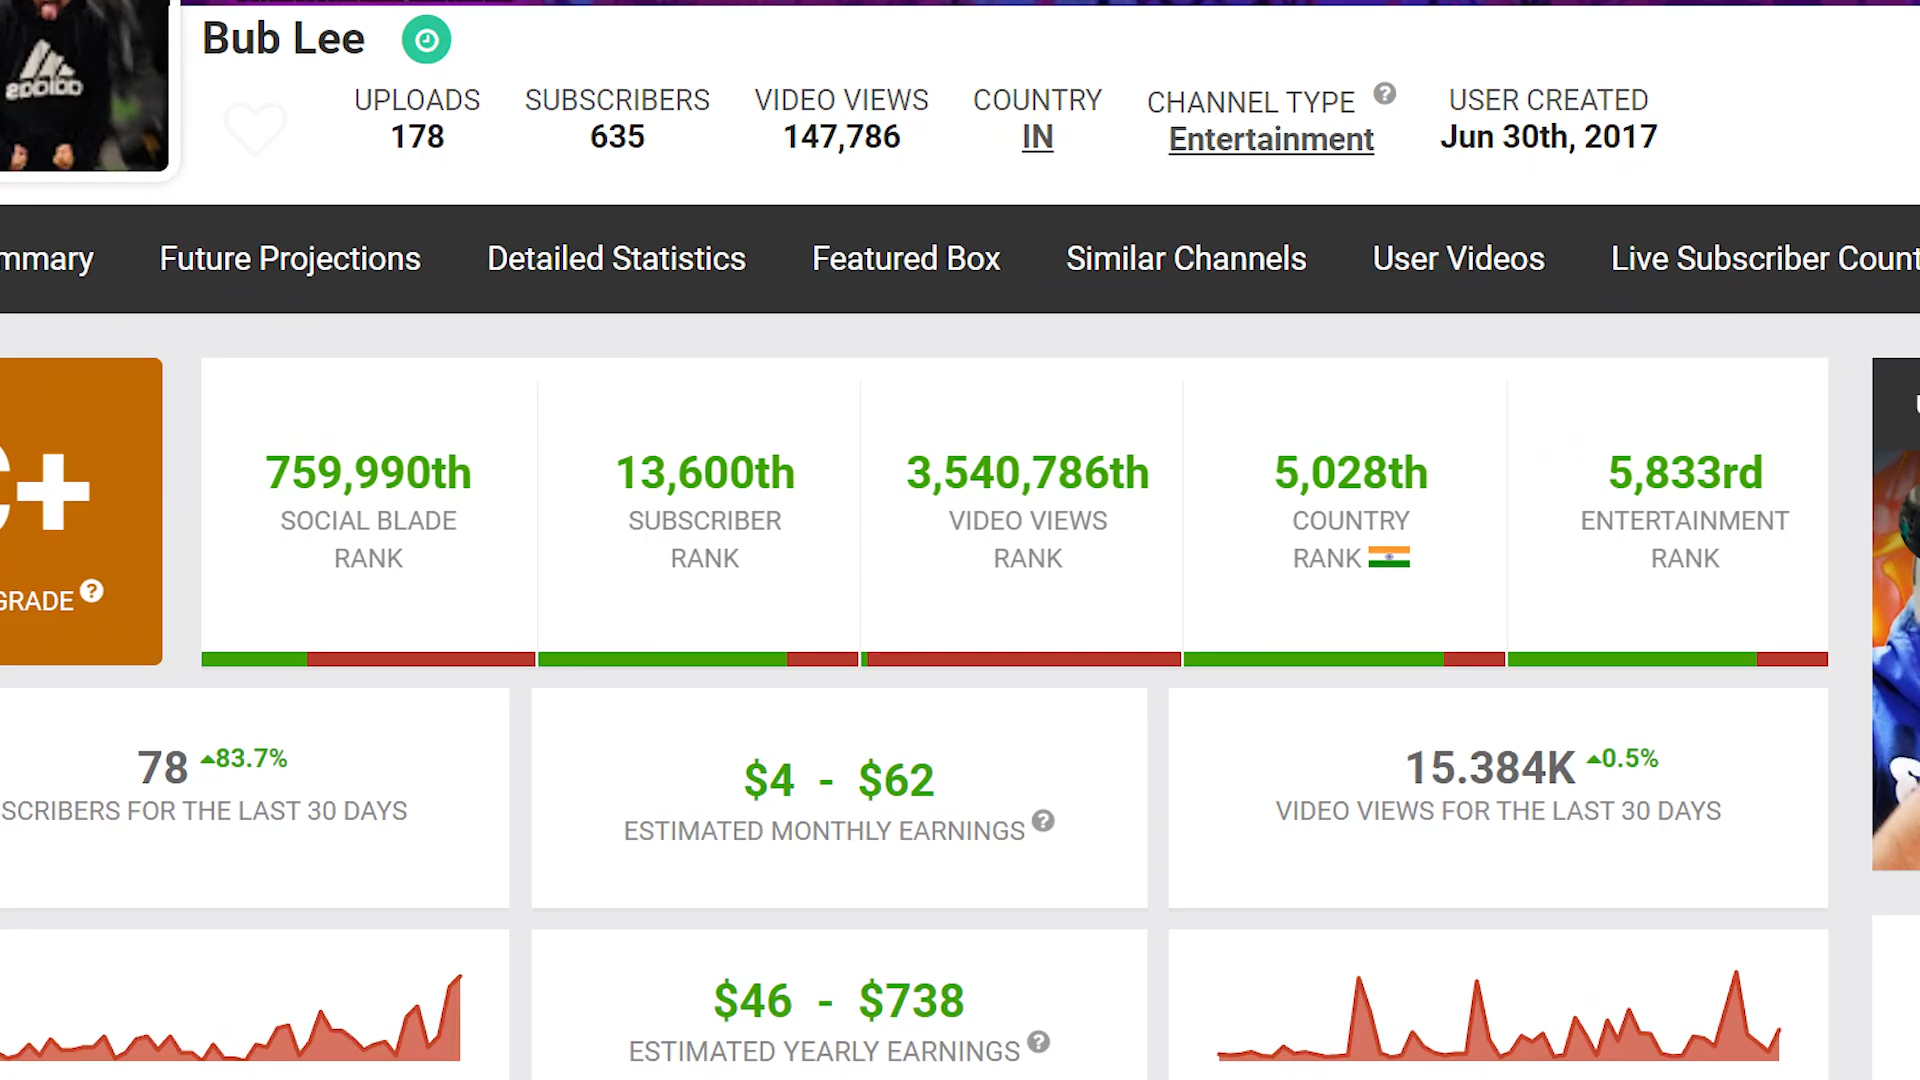 Bub Lee
UPLOADS
178
SUBSCRIBERS
635
VIDEO VIEWS
147,786
COUNTRY
IN
CHANNEL TYPE ?
Entertainment
USER CREATED
Jun 30th, 2017
mmary Future Projections Detailed Statistics Featured Box Similar Channels User Videos Live Subscriber Count
C+
GRADE ?
759,990th
SOCIAL BLADE
RANK
13,600th
SUBSCRIBER
RANK
3,540,786th
VIDEO VIEWS
RANK
5,028th
COUNTRY
RANK
5,833rd
ENTERTAINMENT
RANK
78 83.7%
SCRIBERS FOR THE LAST 30 DAYS
$4 - $62
ESTIMATED MONTHLY EARNINGS ?
15.384K 0.5%
VIDEO VIEWS FOR THE LAST 30 DAYS
$46 - $738
ESTIMATED YEARLY EARNINGS ?